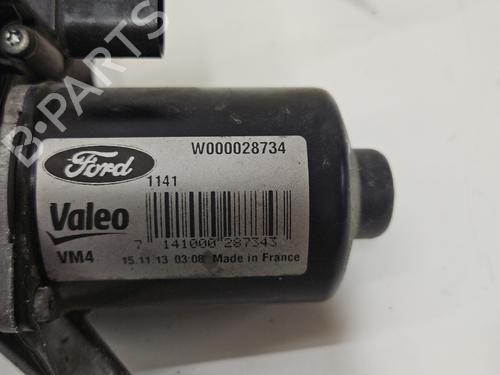 B-PARTS
Ford
W000028734
1141
Valeo
7 141000 287343
VM4
15.11.13 03:08 Made in France